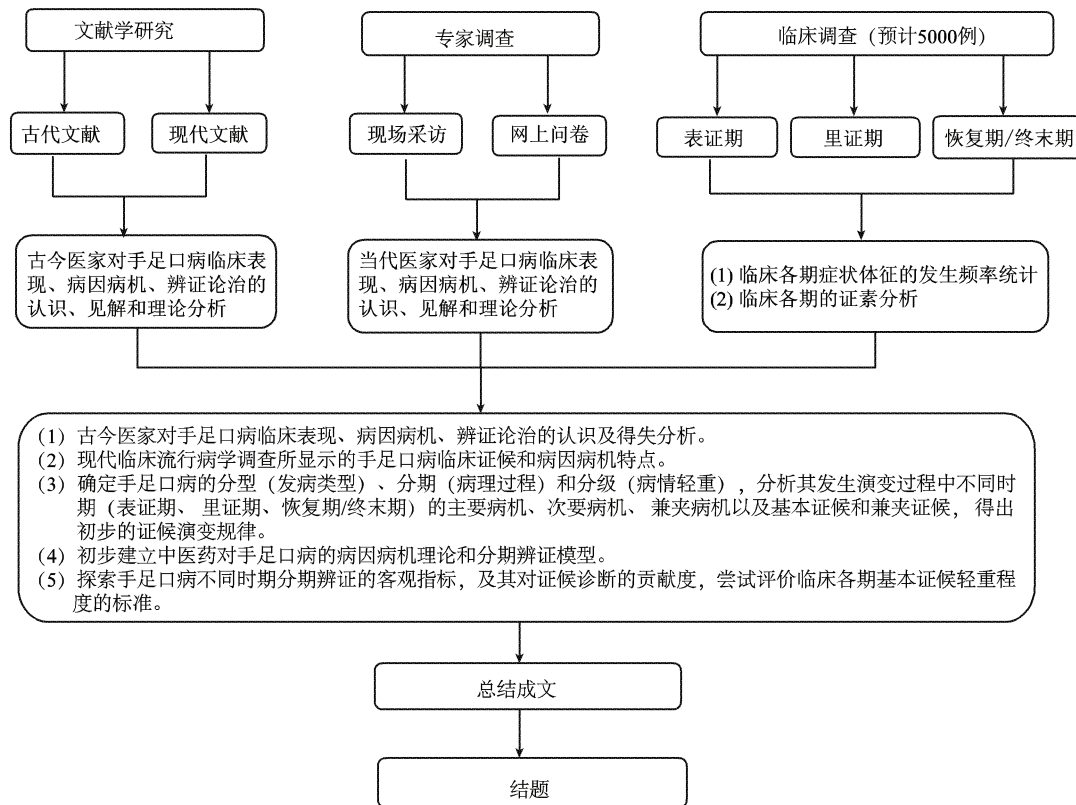 文献学研究
专家调查
临床调查（预计5000例）
古代文献
现代文献
现场采访
网上问卷
表证期
里证期
恢复期/终末期
古今医家对手足口病临床表
现、病因病机、辨证论治的
认识、见解和理论分析
当代医家对手足口病临床表
现、病因病机、辨证论治的
认识、见解和理论分析
(1) 临床各期症状体征的发生频率统计
(2) 临床各期的证素分析
（1）古今医家对手足口病临床表现、病因病机、辨证论治的认识及得失分析。
（2）现代临床流行病学调查所显示的手足口病临床证候和病因病机特点。
（3）确定手足口病的分型（发病类型）、分期（病理过程）和分级（病情轻重），分析其发生演变过程中不同时
期（表证期、里证期、恢复期/终末期）的主要病机、次要病机、兼夹病机以及基本证候和兼夹证候，得出
初步的证候演变规律。
（4）初步建立中医药对手足口病的病因病机理论和分期辨证模型。
（5）探索手足口病不同时期分期辨证的客观指标，及其对证候诊断的贡献度，尝试评价临床各期基本证候轻重程
度的标准。
总结成文
结题